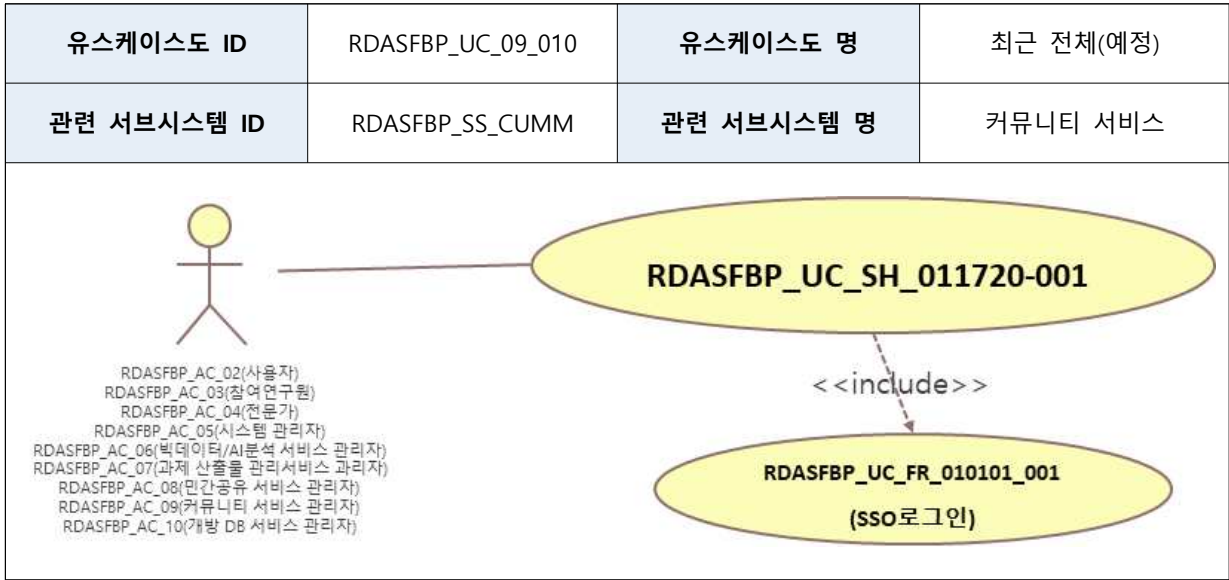 유스케이스도 ID RDASFBP_UC_09_010 유스케이스도 명 최근 전체(예정)
관련 서브시스템 ID RDASFBP_SS_CUMM 관련 서브시스템 명 커뮤니티 서비스
RDASFBP_UC_SH_011720-001
<<include>>
RDASFBP_AC_02(사용자)
RDASFBP_AC_03(참여연구원)
RDASFBP_AC_04(전문가)
RDASFBP_AC_05(시스템 관리자)
RDASFBP_AC_06(빅데이터/AI분석 서비스 관리자)
RDASFBP_AC_07(과제 산출물 관리서비스 과리자)
RDASFBP_AC_08(민간공유 서비스 관리자)
RDASFBP_AC_09(커뮤니티 서비스 관리자)
RDASFBP_AC_10(개방 DB 서비스 관리자)
RDASFBP_UC_FR_010101_001
(SSO로그인)